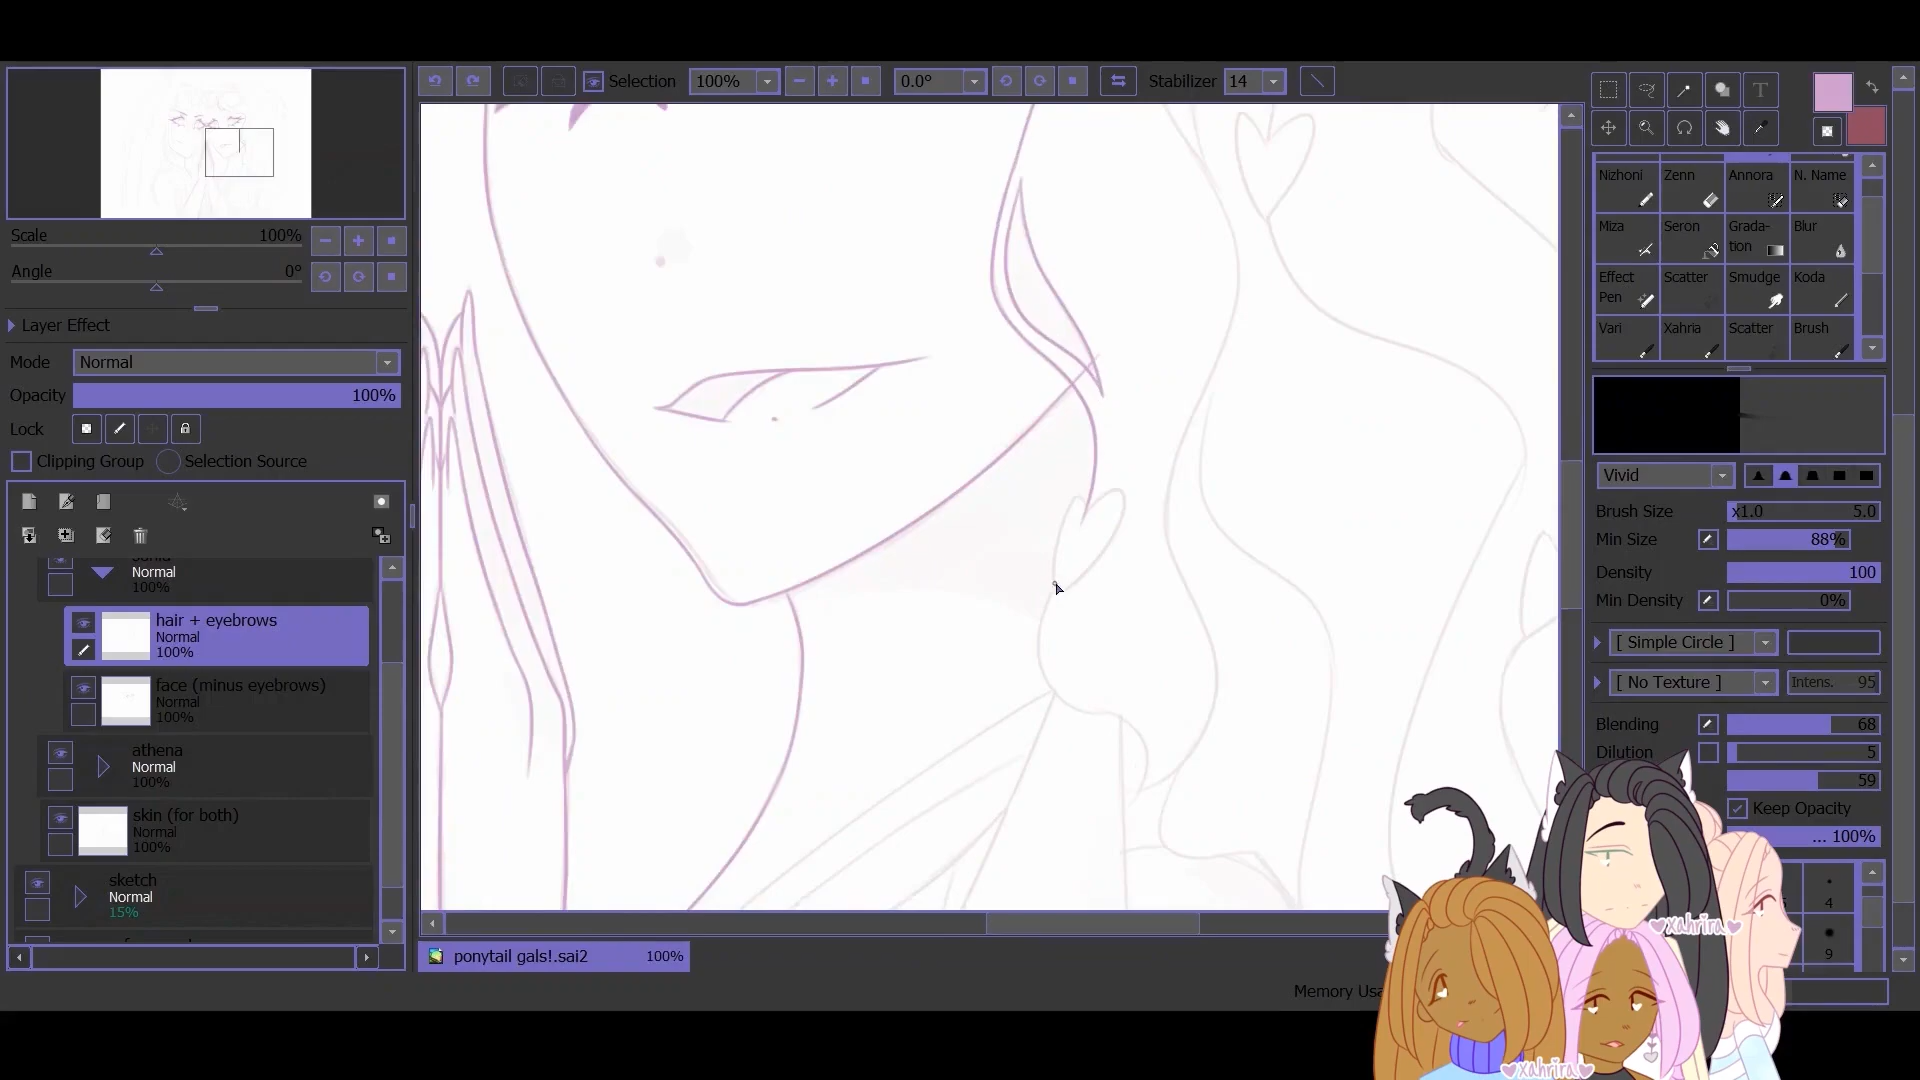 Selection
100%
0.0°
Stabilizer 14
Scale 100%
Angle 0°
Layer Effect
Mode Normal
Opacity 100%
Lock
Clipping Group Selection Source
Normal
100%
hair + eyebrows
Normal
100%
face (minus eyebrows)
Normal
100%
athena
Normal
100%
skin (for both)
Normal
100%
sketch
Normal
15%
ponytail gals!.sai2 100%
T
Nizhoni Zenn Annora N. Name
Miza Seron Grada-
tion Blur
Effect
Pen Scatter Smudge Koda
Vari Xahria Scatter Brush
Vivid
Brush Size x1.0 5.0
Min Size 88%
Density 100
Min Density 0%
[ Simple Circle ]
[ No Texture ] Intens. 95
Blending 68
Dilution 5
59
Keep Opacity
... 100%
4
9
Memory
xahrira
xahrira